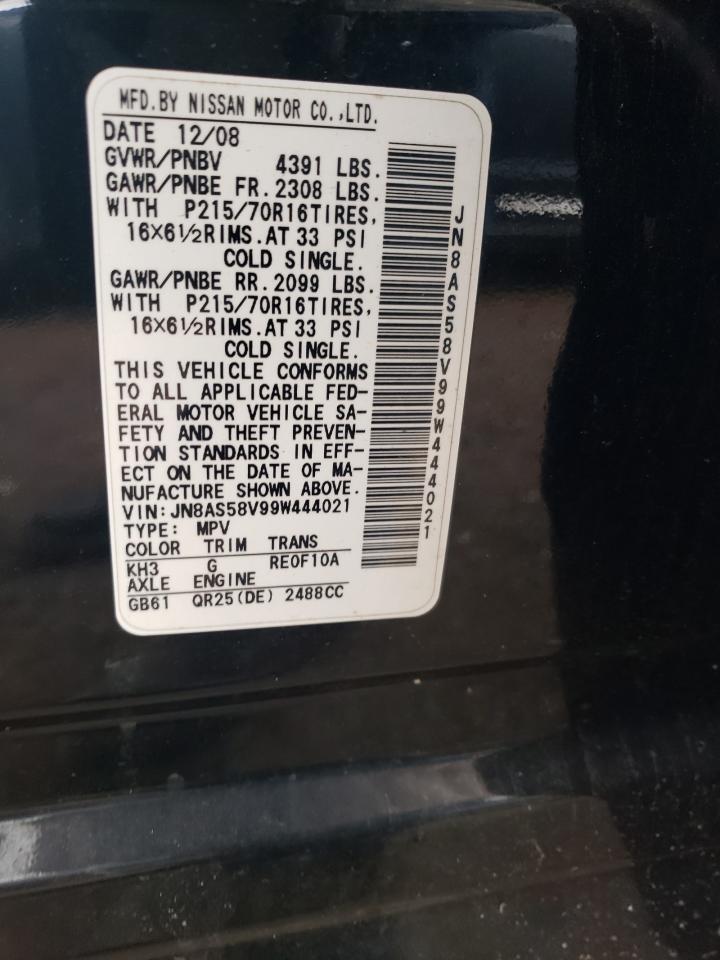 MFD.BY NISSAN MOTOR CO.,LTD.
DATE 12/08
GVWR/PNBV 4391 LBS.
GAWR/PNBE FR. 2308 LBS.
WITH P215/70R16TIRES,
16X6½RIMS.AT 33 PSI
COLD SINGLE.
GAWR/PNBE RR. 2099 LBS.
WITH P215/70R16TIRES,
16X6½RIMS.AT 33 PSI
COLD SINGLE.
THIS VEHICLE CONFORMS
TO ALL APPLICABLE FED-
ERAL MOTOR VEHICLE SA-
FETY AND THEFT PREVEN-
TION STANDARDS IN EFF-
ECT ON THE DATE OF MA-
NUFACTURE SHOWN ABOVE.
VIN:JN8AS58V99W444021
TYPE: MPV
COLOR TRIM TRANS
KH3 G RE0F10A
AXLE ENGINE
GB61 QR25(DE) 2488CC
JN8AS58V99W444021